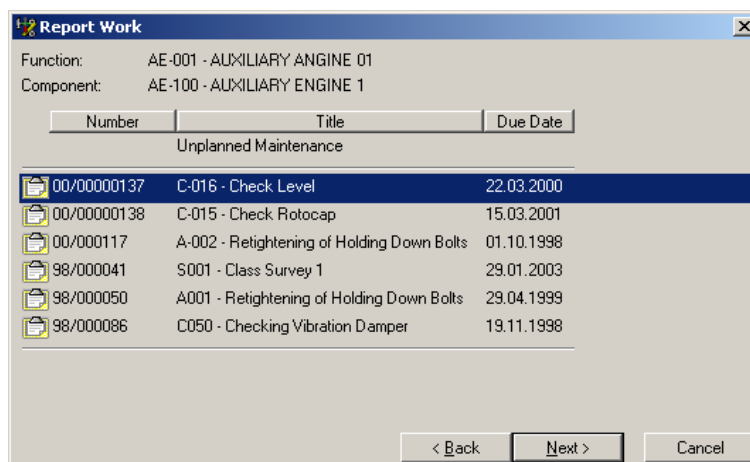 Report Work
Function: AE-001 - AUXILIARY ANGINE 01
Component: AE-100 - AUXILIARY ENGINE 1
Number Title Due Date
Unplanned Maintenance
00/00000137 C-016 - Check Level 22.03.2000
00/00000138 C-015 - Check Rotocap 15.03.2001
00/000117 A-002 - Retightening of Holding Down Bolts 01.10.1998
98/000041 S001 - Class Survey 1 29.01.2003
98/000050 A001 - Retightening of Holding Down Bolts 29.04.1999
98/000086 C050 - Checking Vibration Damper 19.11.1998
< Back Next > Cancel